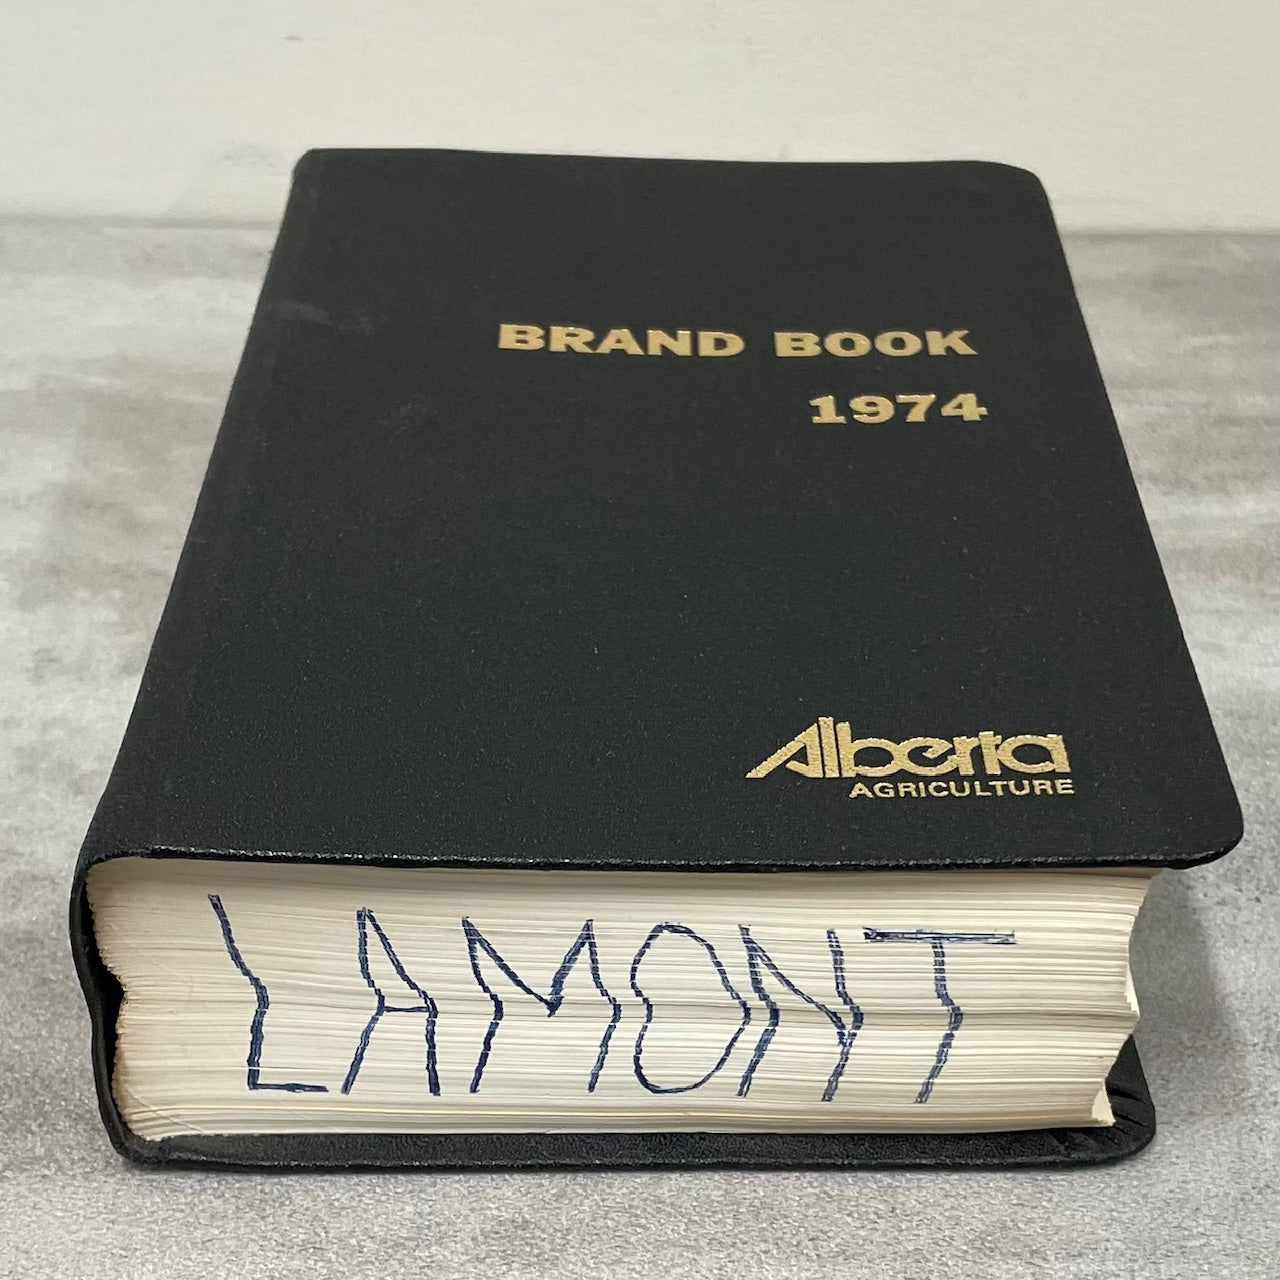 BRAND BOOK
1974
Alberta
AGRICULTURE
LAMONT